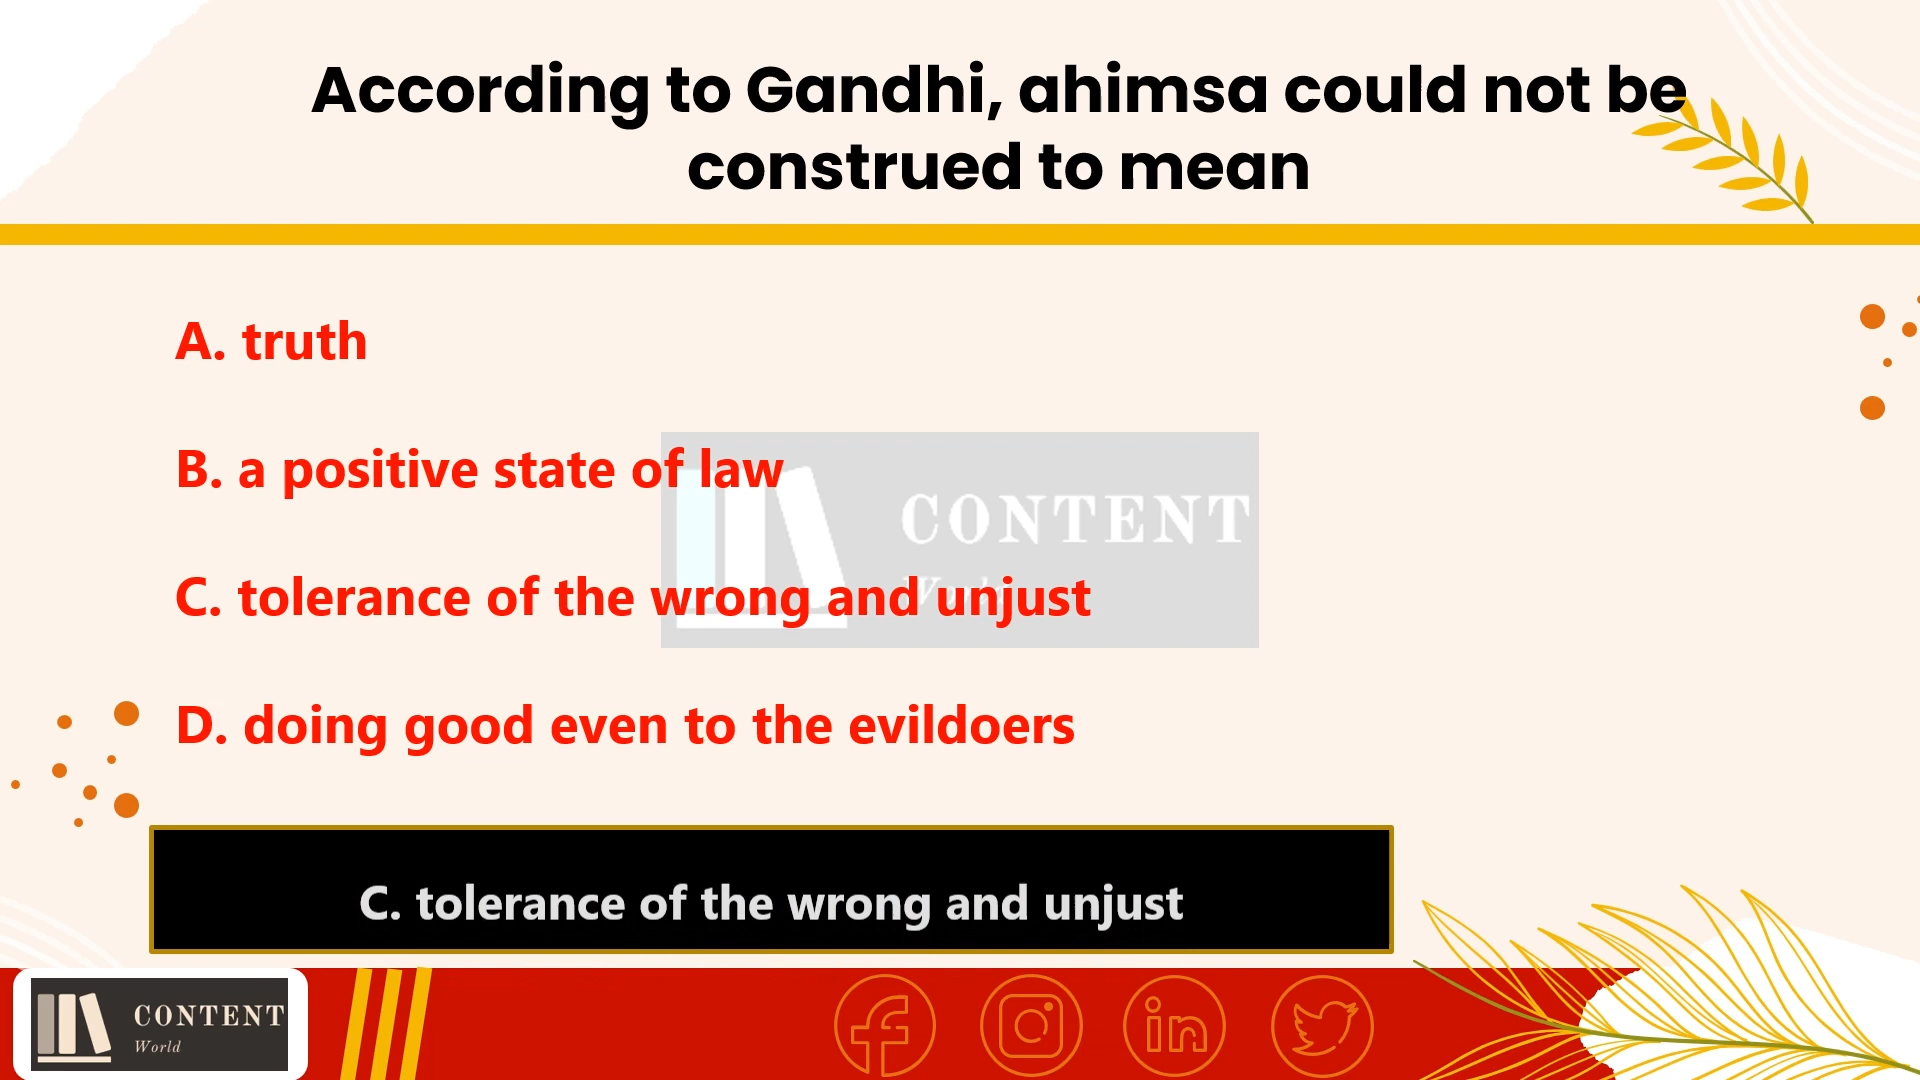 According to Gandhi, ahimsa could not be
construed to mean
A. truth
B. a positive state of law
CONTENT
World
C. tolerance of the wrong and unjust
D. doing good even to the evildoers
C. tolerance of the wrong and unjust
CONTENT
World